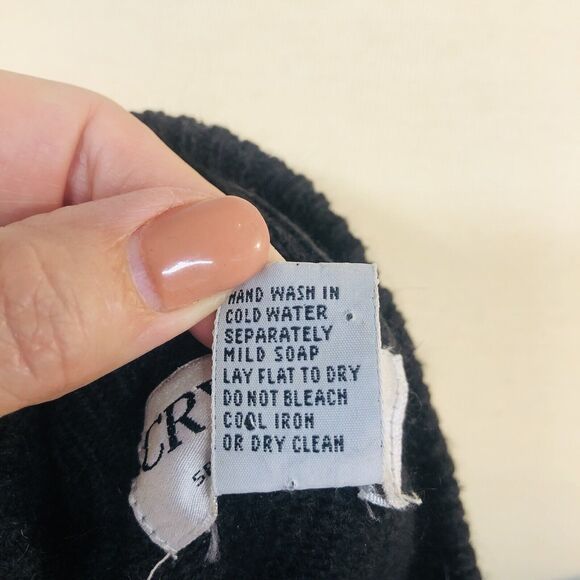 HAND WASH IN
COLD WATER
SEPARATELY
MILD SOAP
LAY FLAT TO DRY
DO NOT BLEACH
COOL IRON
OR DRY CLEAN